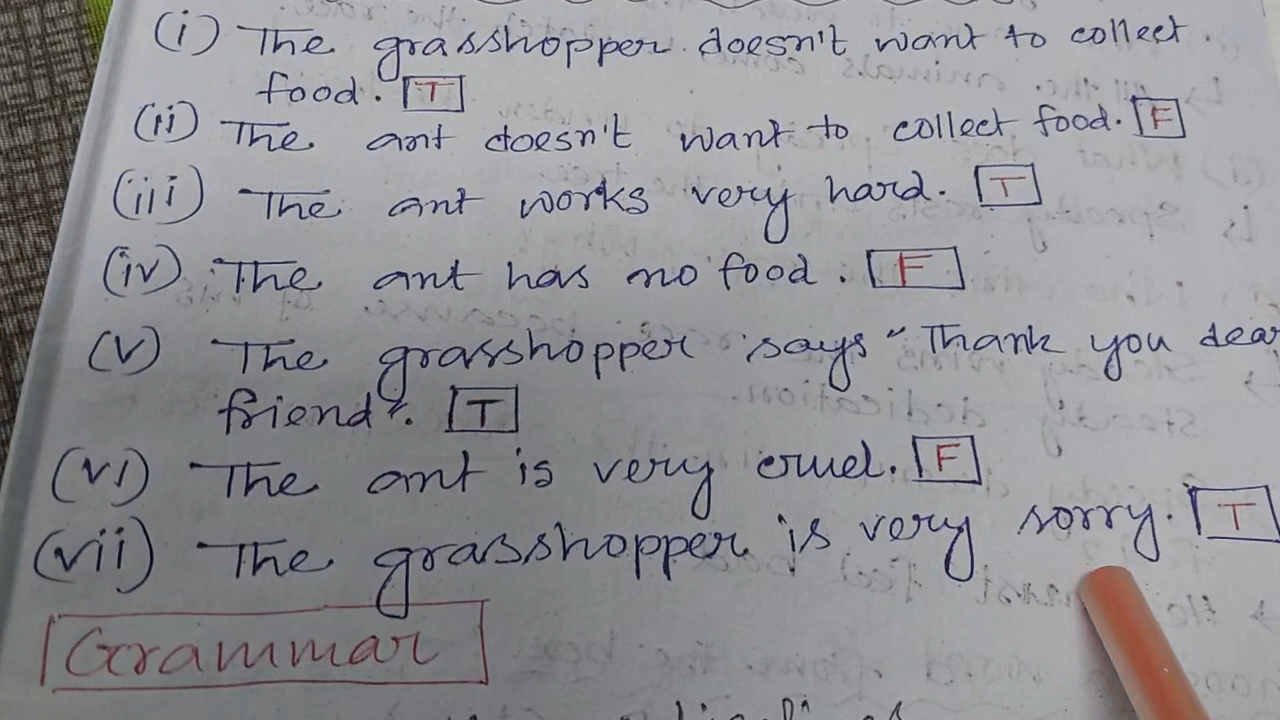 (i) The grasshopper doesn't want to collect.
food. T
(ii) The ant doesn't want to collect food. F
(iii) The ant works very hard. T
(iv) The ant has no food. F
(v) The grasshopper says "Thank you dear
friend". T
(vi) The ant is very cruel. F
(vii) The grasshopper is very sorry. T
Grammar